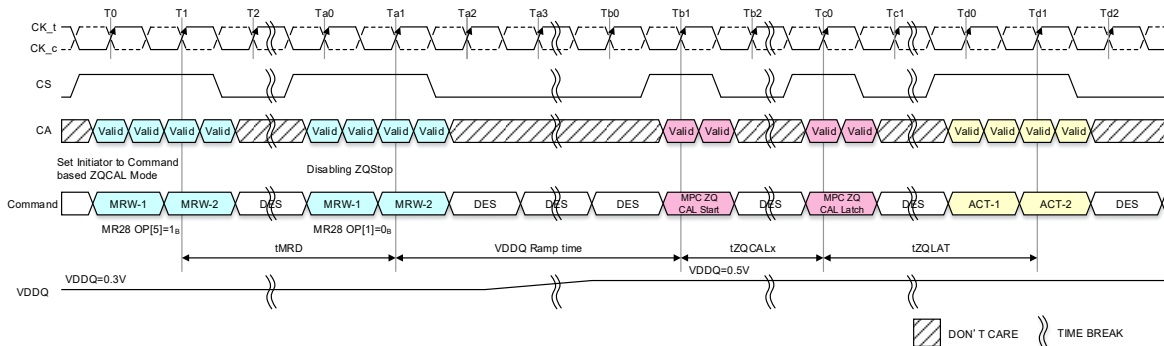 T0 T1 T2 Ta0 Ta1 Ta2 Ta3 Tb0 Tb1 Tb2 Tc0 Tc1 Td0 Td1 Td2
CK_t
CK_c
CS
CA Valid Valid Valid Valid Valid Valid Valid Valid Valid Valid Valid Valid Valid Valid Valid Valid
Set Initiator to Command
based ZQCAL Mode
Disabling ZQStop
Command MRW-1 MRW-2 DES MRW-1 MRW-2 DES DES DES MPC ZQ CAL Start DES MPC ZQ CAL Latch DES ACT-1 ACT-2 DES
MR28 OP[5]=1B MR28 OP[1]=0B
tMRD VDDQ Ramp time tZQCALx tZQLAT
VDDQ=0.3V VDDQ=0.5V
VDDQ
DON'T CARE TIME BREAK